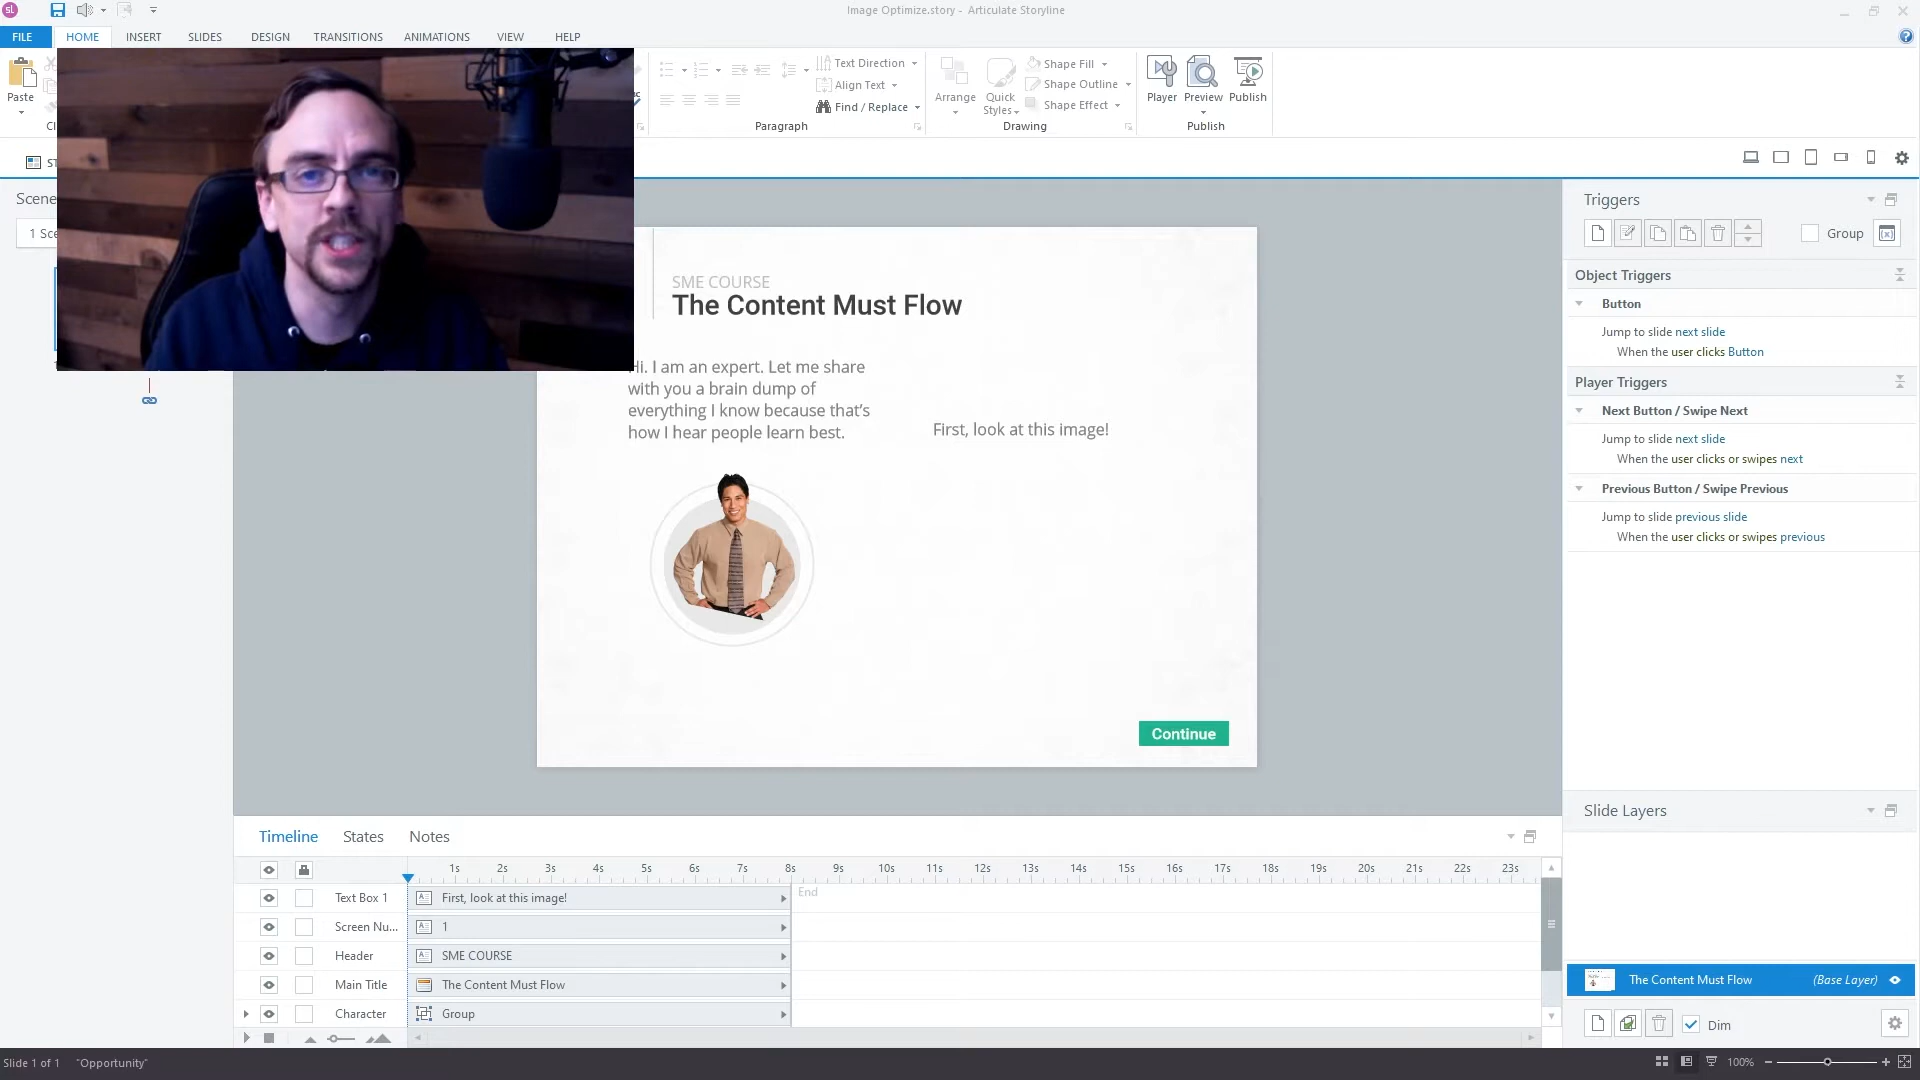 sl
Image Optimize.story - Articulate Storyline
FILE
HOME
INSERT
SLIDES
DESIGN
TRANSITIONS
ANIMATIONS
VIEW
HELP
Paste
Text Direction
Align Text
Find / Replace
Paragraph
Arrange
Quick
Styles
Shape Fill
Shape Outline
Shape Effect
Drawing
Player
Preview
Publish
Publish
Scene
SME COURSE
The Content Must Flow
Hi. I am an expert. Let me share
with you a brain dump of
everything I know because that's
how I hear people learn best.
First, look at this image!
Continue
Triggers
Group
Object Triggers
Button
Jump to slide next slide
When the user clicks Button
Player Triggers
Next Button / Swipe Next
Jump to slide next slide
When the user clicks or swipes next
Previous Button / Swipe Previous
Jump to slide previous slide
When the user clicks or swipes previous
Slide Layers
The Content Must Flow (Base Layer)
Dim
Timeline
States
Notes
1s 2s 3s 4s 5s 6s 7s 8s 9s 10s 11s 12s 13s 14s 15s 16s 17s 18s 19s 20s 21s 22s 23s
Text Box 1 First, look at this image! End
Screen Nu... 1
Header SME COURSE
Main Title The Content Must Flow
Character Group
Slide 1 of 1 "Opportunity" 100%